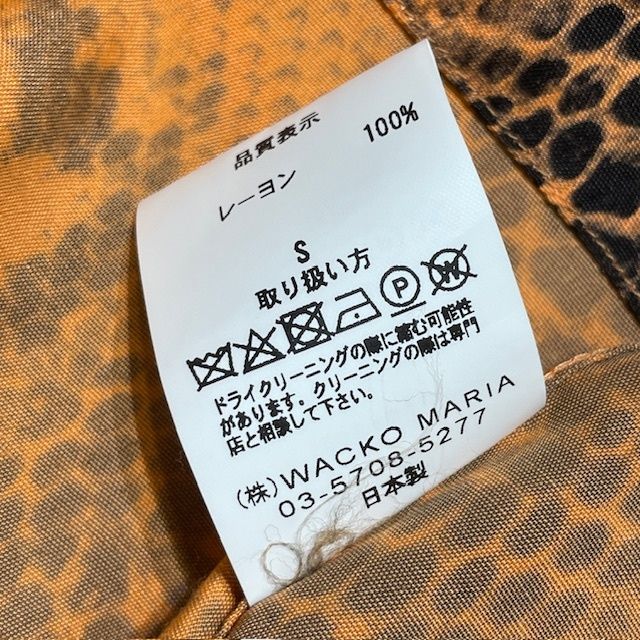 品質表示
レーヨン 100%
S
取り扱い方
P W
ドライクリーニングの際に縮む可能性
があります。クリーニングの際は専門
店と相談して下さい。
(株)WACKO MARIA
03-5708-5277
日本製